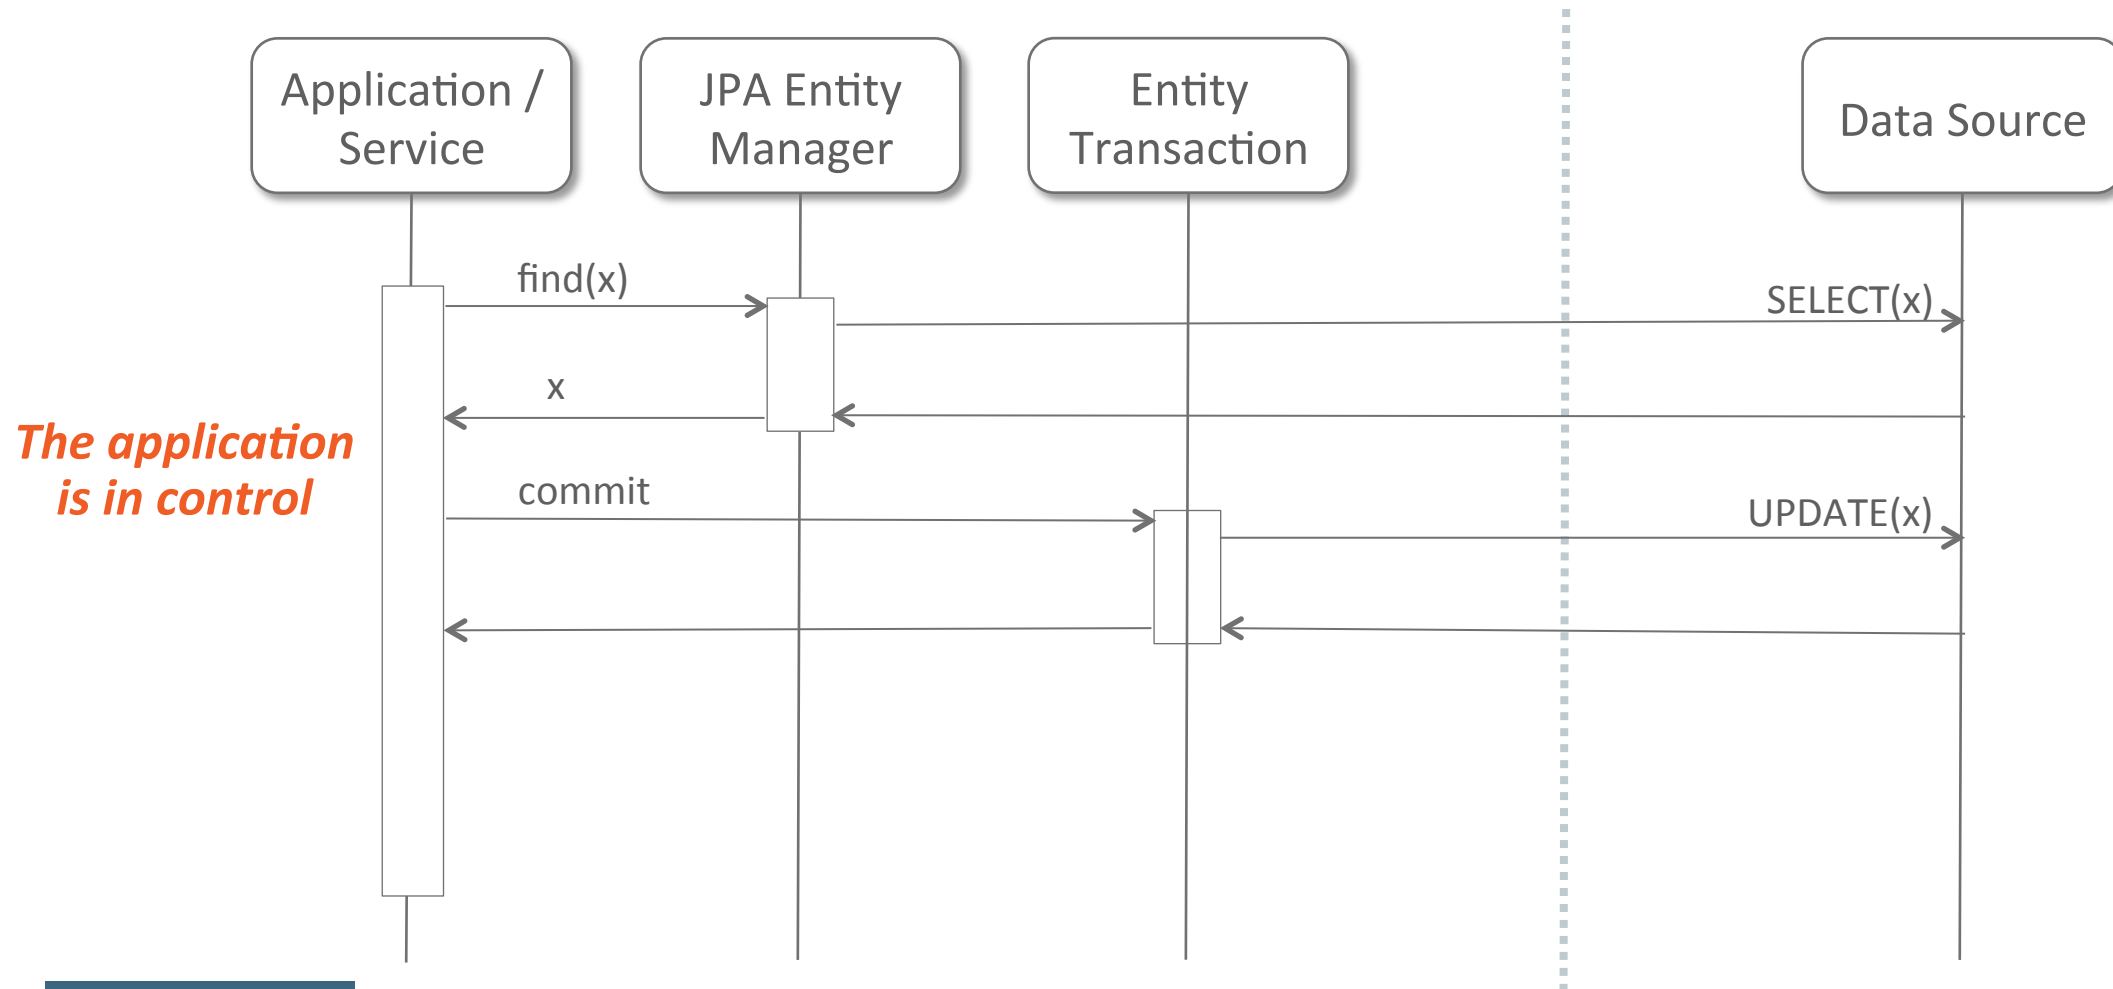 Application /
Service
JPA Entity
Manager
Entity
Transaction
Data Source
find(x)
SELECT(x)
x
The application
is in control
commit
UPDATE(x)